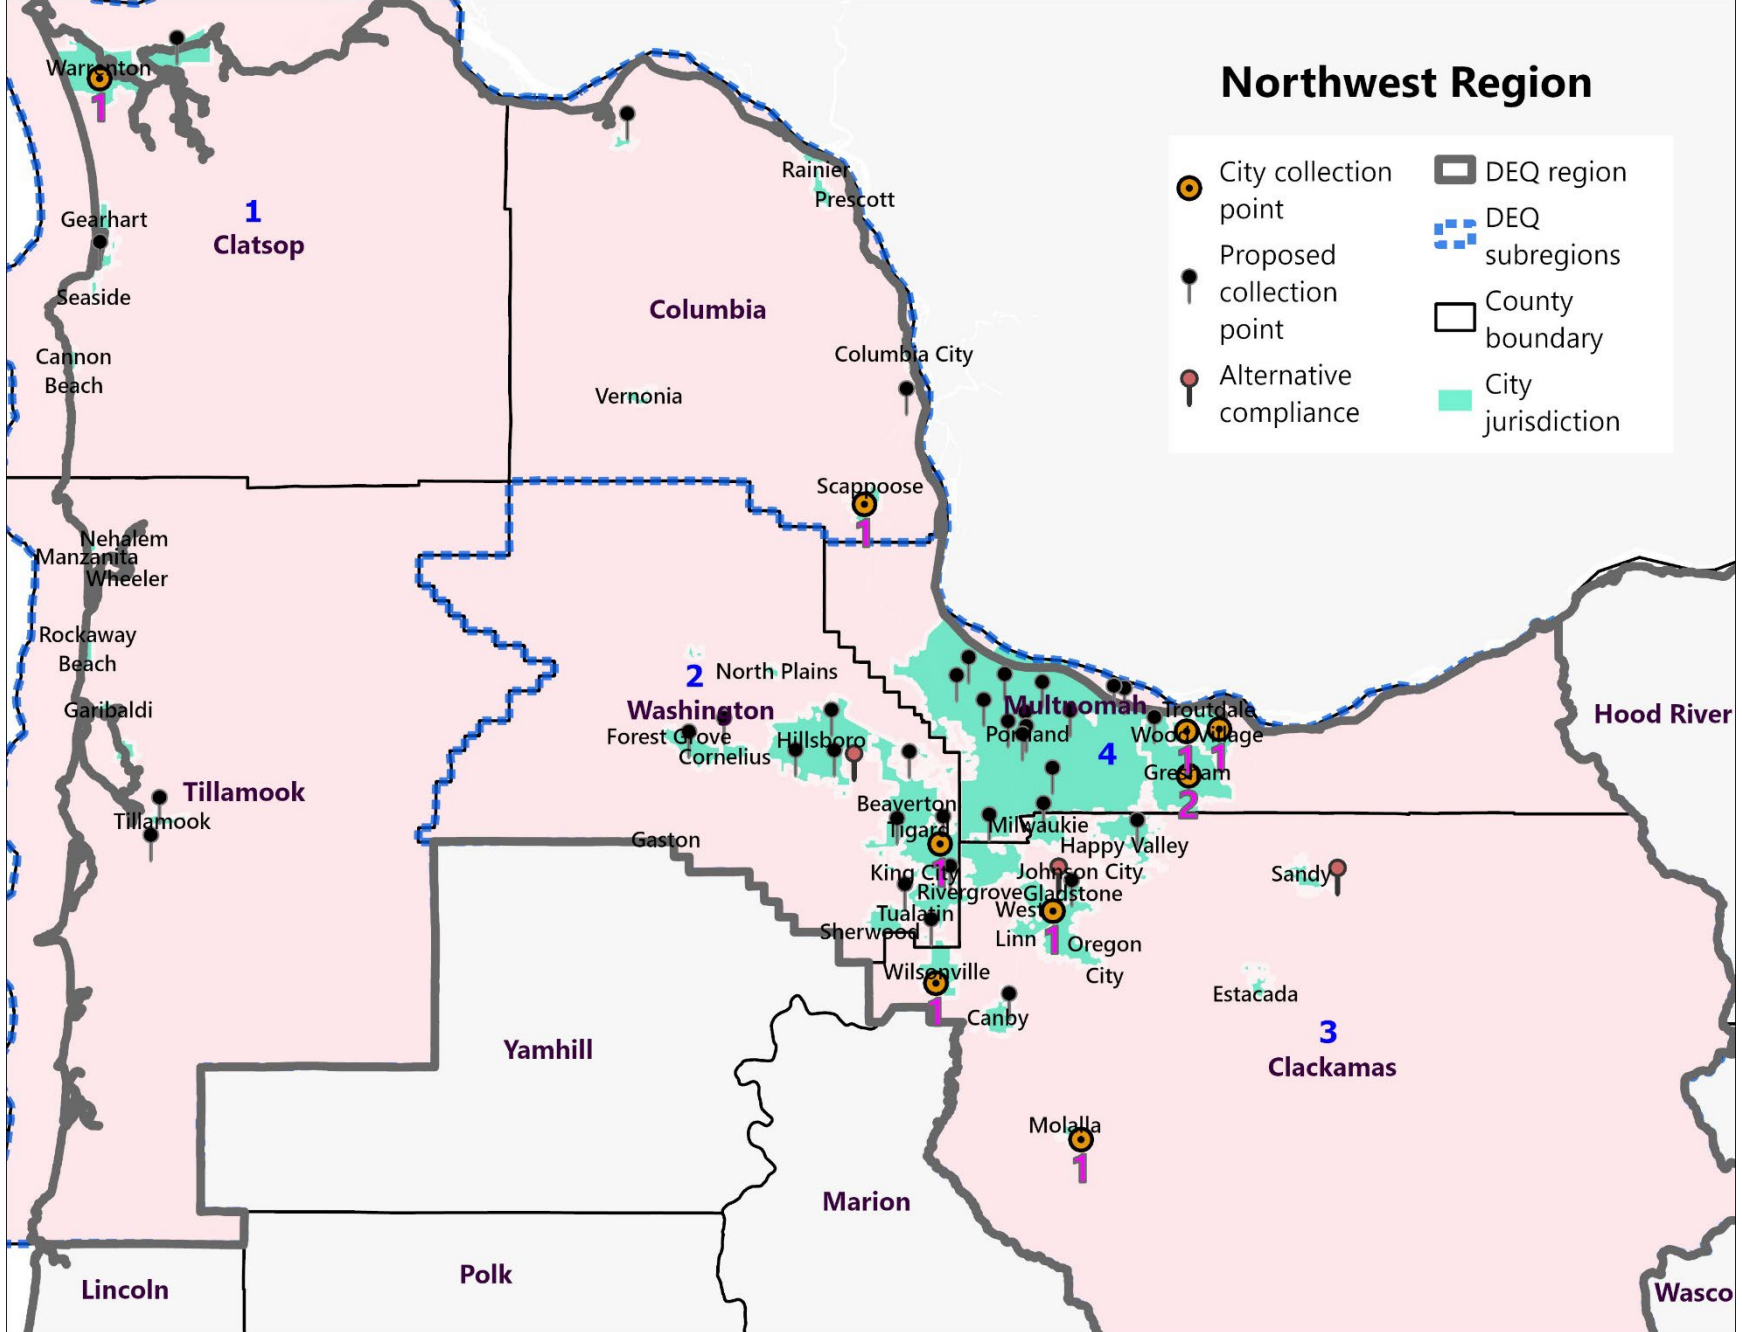 Northwest Region
City collection
point
Proposed
collection
point
Alternative
compliance
DEQ region
DEQ
subregions
County
boundary
City
jurisdiction
Warrenton
1
Gearhart
1
Clatsop
Seaside
Cannon
Beach
Rainier
Prescott
Columbia
Columbia City
Vernonia
Scappoose
1
Nehalem
Manzanita
Wheeler
Rockaway
Beach
Garibaldi
Tillamook
Tillamook
2
North Plains
Washington
Forest Grove
Cornelius
Hillsboro
Beaverton
Tigard
1
King City
Rivergrove
Tualatin
Sherwood
Gaston
Wilsonville
1
Multnomah
Portland
4
Troutdale
Wood Village
1
1
Gresham
2
Milwaukie
Happy Valley
Johnson City
Gladstone
West
Linn
1
Oregon
City
Canby
Sandy
Estacada
3
Clackamas
Molalla
1
Hood River
Yamhill
Marion
Polk
Lincoln
Wasco